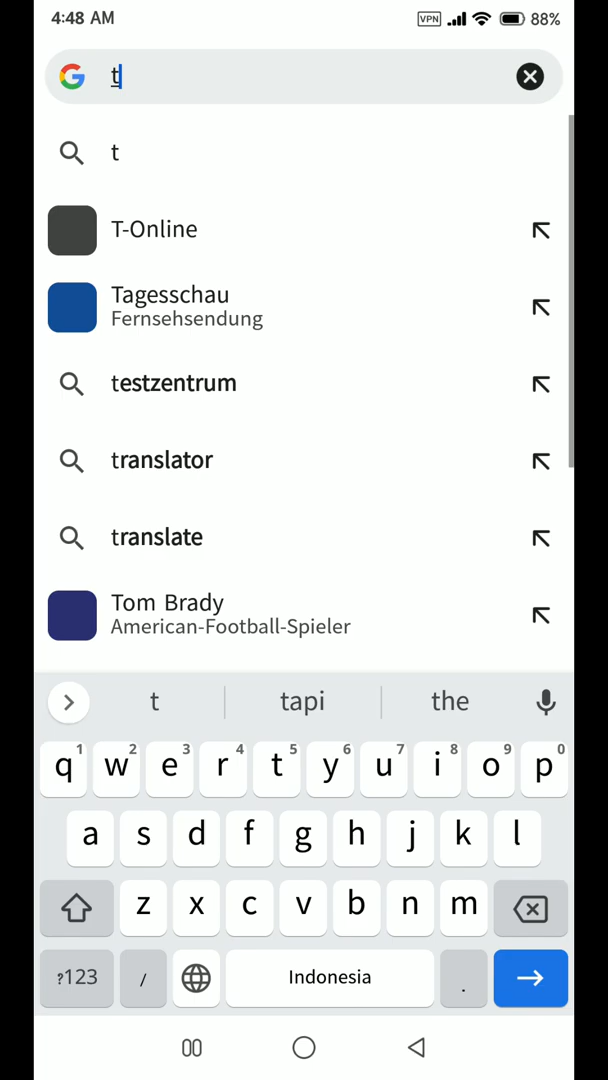 4:48 AM VPN 88%
t
t
T-Online
Tagesschau
Fernsehsendung
testzentrum
translator
translate
Tom Brady
American-Football-Spieler
t tapi the
1 2 3 4 5 6 7 8 9 0
q w e r t y u i o p
a s d f g h j k l
z x c v b n m
?123 / Indonesia .